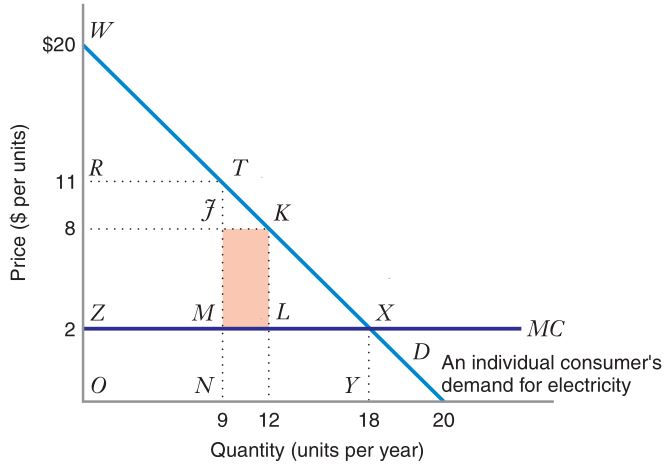 W
$20
R
T
11
J
K
8
Z
M
L
X
2
MC
D
An individual consumer's
demand for electricity
O
N
Y
9
12
18
20
Quantity (units per year)
Price ($ per units)